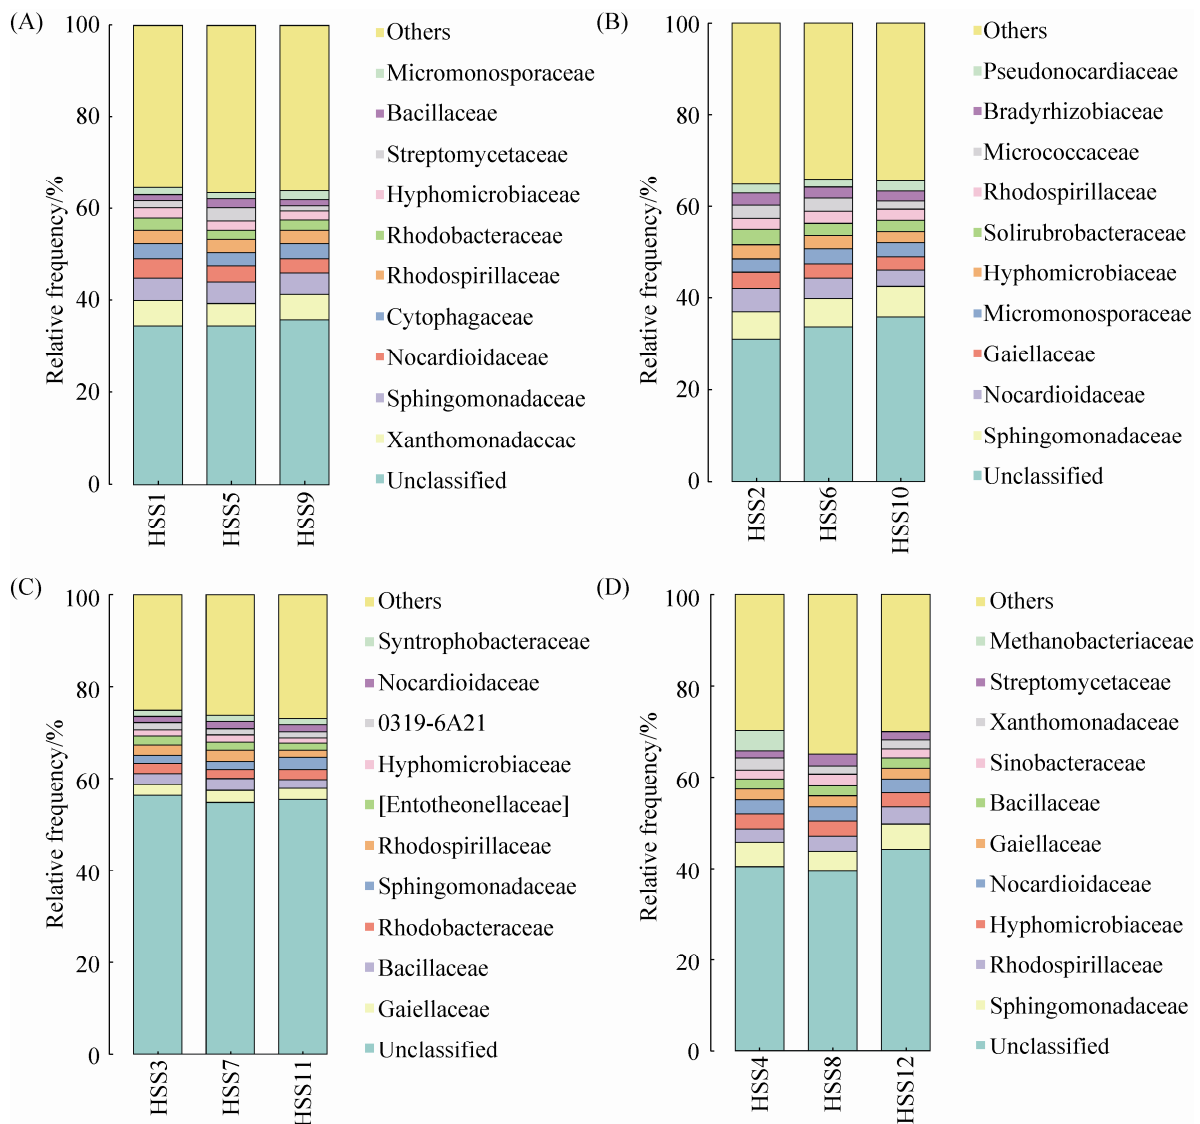 (A)
Relative frequency/%
100
80
60
40
20
0
HSS1
HSS5
HSS9
Others
Micromonosporaceae
Bacillaceae
Streptomycetaceae
Hyphomicrobiaceae
Rhodobacteraceae
Rhodospirillaceae
Cytophagaceae
Nocardioidaceae
Sphingomonadaceae
Xanthomonadaccac
Unclassified
(B)
Relative frequency/%
100
80
60
40
20
0
HSS2
HSS6
HSS10
Others
Pseudonocardiaceae
Bradyrhizobiaceae
Micrococcaceae
Rhodospirillaceae
Solirubrobacteraceae
Hyphomicrobiaceae
Micromonosporaceae
Gaiellaceae
Nocardioidaceae
Sphingomonadaceae
Unclassified
(C)
Relative frequency/%
100
80
60
40
20
0
HSS3
HSS7
HSS11
Others
Syntrophobacteraceae
Nocardioidaceae
0319-6A21
Hyphomicrobiaceae
[Entotheonellaceae]
Rhodospirillaceae
Sphingomonadaceae
Rhodobacteraceae
Bacillaceae
Gaiellaceae
Unclassified
(D)
Relative frequency/%
100
80
60
40
20
0
HSS4
HSS8
HSS12
Others
Methanobacteriaceae
Streptomycetaceae
Xanthomonadaceae
Sinobacteraceae
Bacillaceae
Gaiellaceae
Nocardioidaceae
Hyphomicrobiaceae
Rhodospirillaceae
Sphingomonadaceae
Unclassified